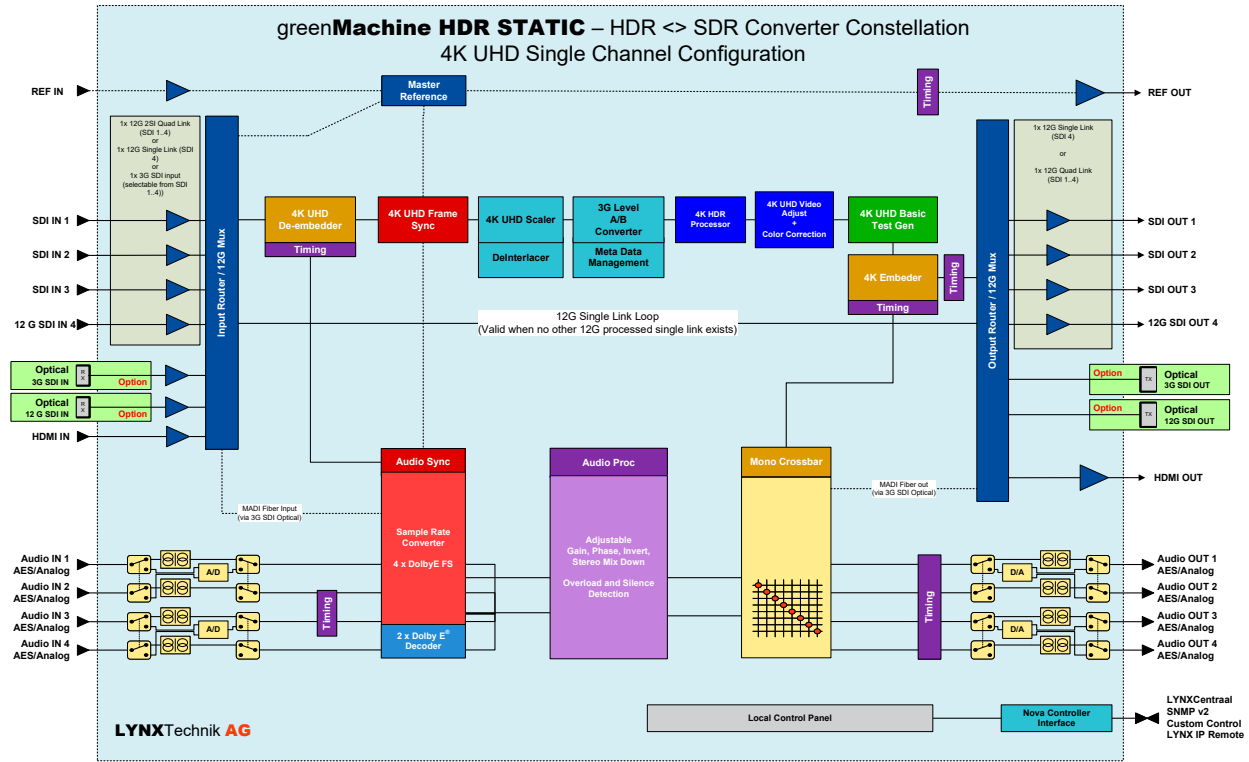 greenMachine HDR STATIC – HDR <> SDR Converter Constellation
4K UHD Single Channel Configuration
REF IN
Master
Reference
Timing
REF OUT
1x 12G 2SI Quad Link
(SDI 1..4)
or
1x 12G Single Link (SDI
4)
or
1x 3G SDI input
(selectable from SDI
1..4))
Input Router / 12G Mux
SDI IN 1
SDI IN 2
SDI IN 3
12 G SDI IN 4
Optical
3G SDI IN
RX
Option
Optical
12 G SDI IN
RX
Option
HDMI IN
4K UHD
De-embedder
Timing
4K UHD Frame
Sync
4K UHD Scaler
DeInterlacer
3G Level
A/B
Converter
Meta Data
Management
4K HDR
Processor
4K UHD Video
Adjust
+
Color Correction
4K UHD Basic
Test Gen
4K Embeder
Timing
Timing
12G Single Link Loop
(Valid when no other 12G processed single link exists)
Output Router / 12G Mux
1x 12G Single Link
(SDI 4)
or
1x 12G Quad Link
(SDI 1..4)
SDI OUT 1
SDI OUT 2
SDI OUT 3
12G SDI OUT 4
Option
TX
Optical
3G SDI OUT
Option
TX
Optical
12G SDI OUT
HDMI OUT
MADI Fiber Input
(via 3G SDI Optical)
Audio Sync
Sample Rate
Converter
4 x DolbyE FS
2 x Dolby E®
Decoder
Audio Proc
Adjustable
Gain, Phase, Invert,
Stereo Mix Down
Overload and Silence
Detection
Mono Crossbar
MADI Fiber out
(via 3G SDI Optical)
Audio IN 1
AES/Analog
Audio IN 2
AES/Analog
Audio IN 3
AES/Analog
Audio IN 4
AES/Analog
A/D
A/D
Timing
Timing
D/A
D/A
Audio OUT 1
AES/Analog
Audio OUT 2
AES/Analog
Audio OUT 3
AES/Analog
Audio OUT 4
AES/Analog
LYNXTechnik AG
Local Control Panel
Nova Controller
Interface
LYNXCentraal
SNMP v2
Custom Control
LYNX IP Remote